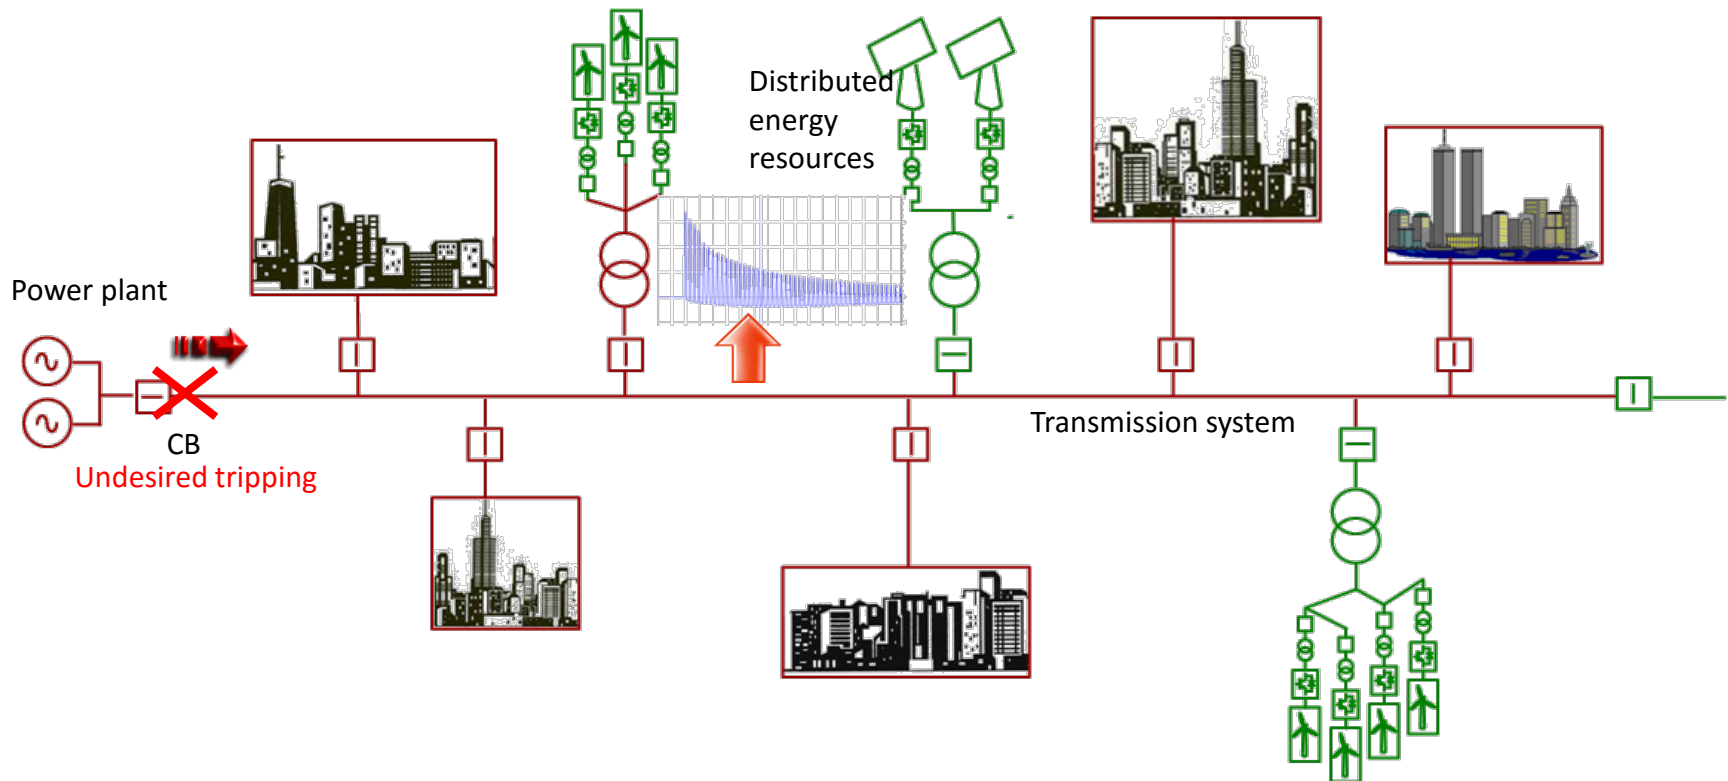 Distributed
energy
resources
Power plant
CB
Undesired tripping
Transmission system